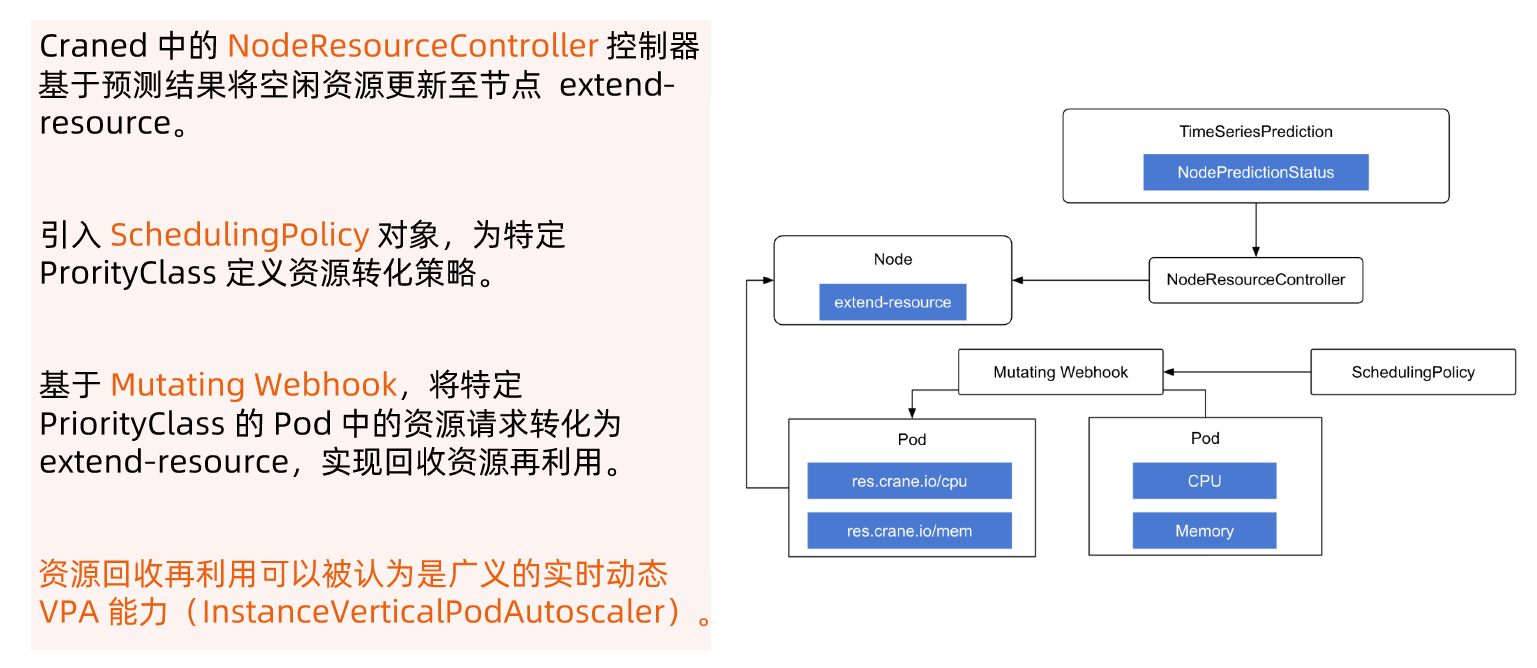 Craned 中的 NodeResourceController 控制器
基于预测结果将空闲资源更新至节点 extend-
resource。
引入 SchedulingPolicy 对象，为特定
ProrityClass 定义资源转化策略。
基于 Mutating Webhook，将特定
PriorityClass 的 Pod 中的资源请求转化为
extend-resource，实现回收资源再利用。
资源回收再利用可以被认为是广义的实时动态
VPA 能力（InstanceVerticalPodAutoscaler）。
TimeSeriesPrediction
NodePredictionStatus
Node
extend-resource
NodeResourceController
Mutating Webhook
SchedulingPolicy
Pod
res.crane.io/cpu
res.crane.io/mem
Pod
CPU
Memory